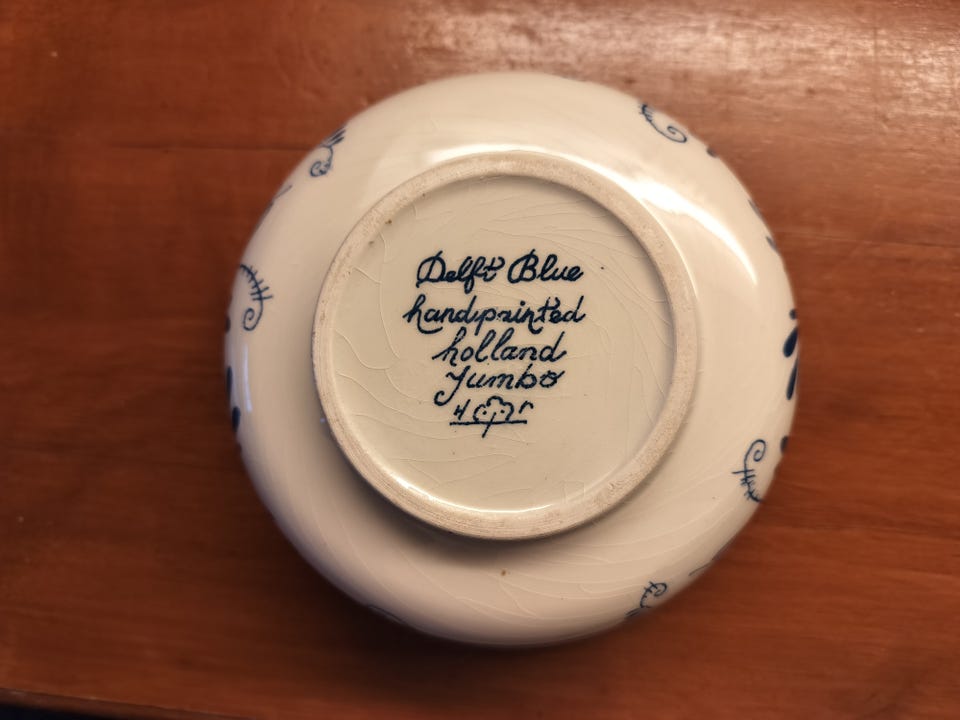 Delft Blue
handpainted
holland
Jumbo